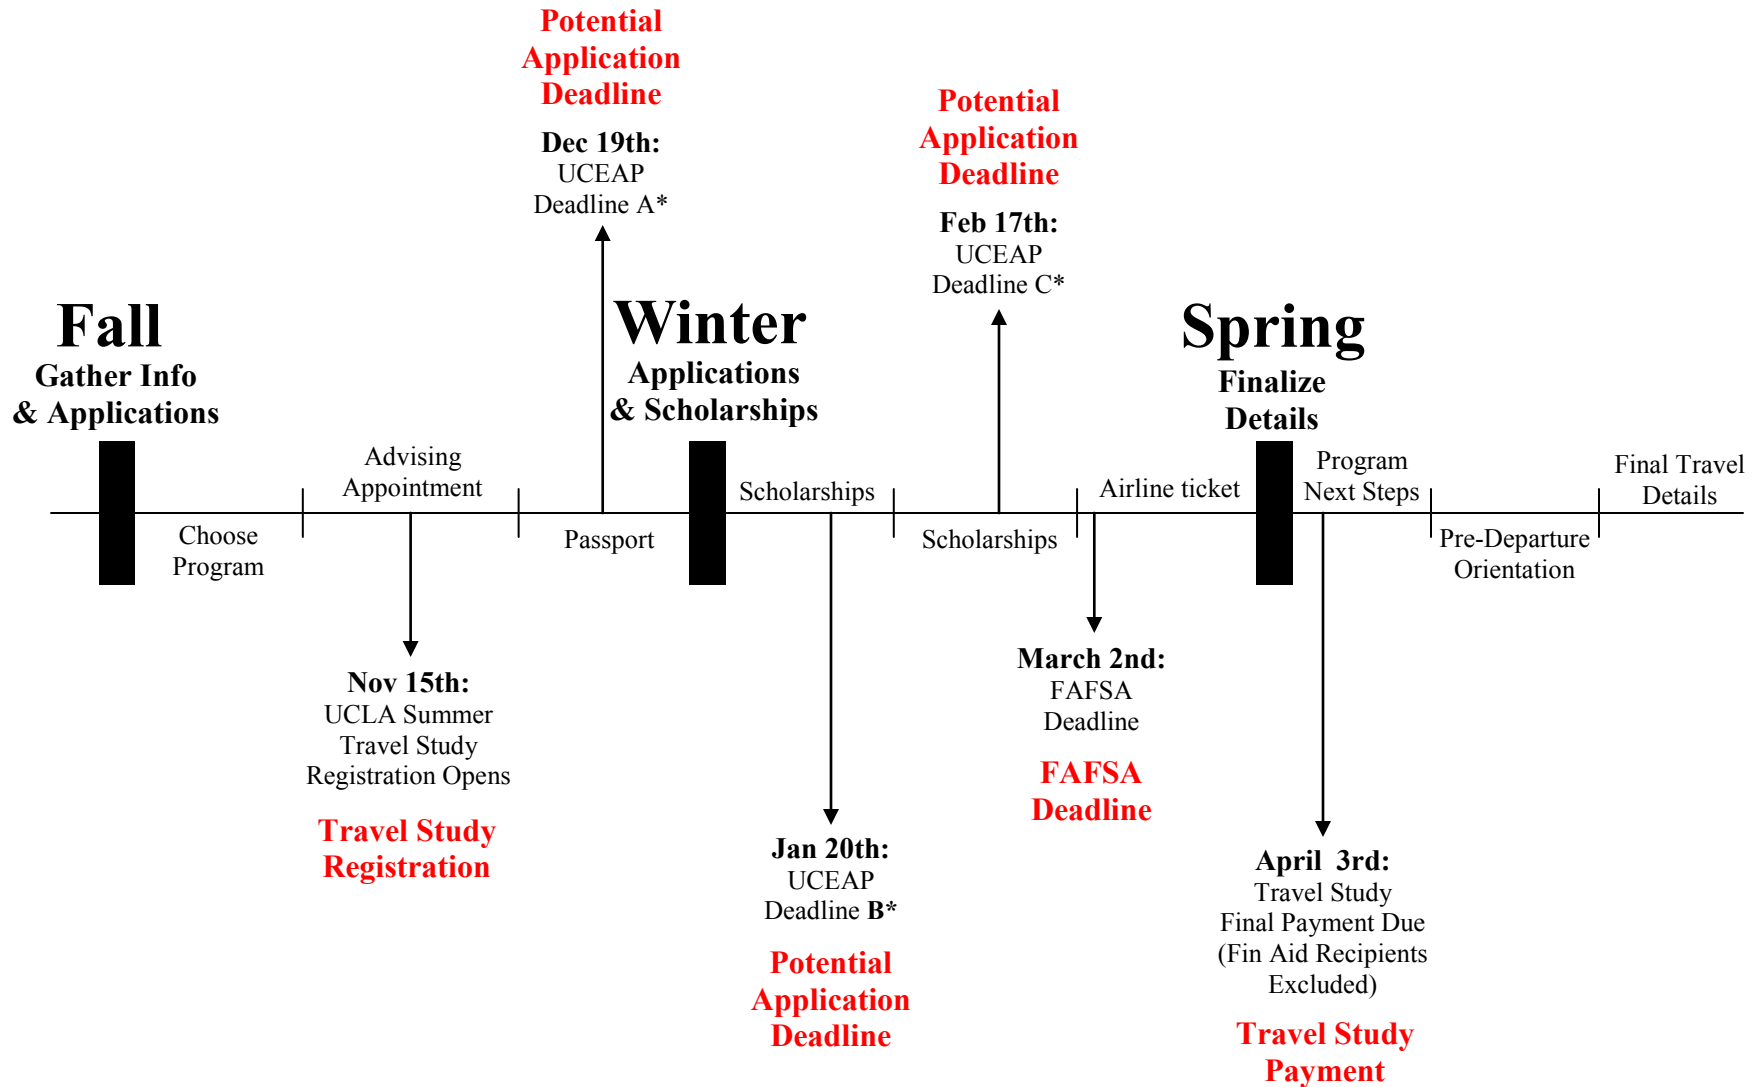 Potential
Application
Deadline
Dec 19th:
UCEAP
Deadline A*
Potential
Application
Deadline
Feb 17th:
UCEAP
Deadline C*
Fall
Gather Info
& Applications
Winter
Applications
& Scholarships
Spring
Finalize
Details
Choose
Program
Advising
Appointment
Passport
Scholarships
Scholarships
Airline ticket
Program
Next Steps
Pre-Departure
Orientation
Final Travel
Details
Nov 15th:
UCLA Summer
Travel Study
Registration Opens
Travel Study
Registration
Jan 20th:
UCEAP
Deadline B*
Potential
Application
Deadline
March 2nd:
FAFSA
Deadline
FAFSA
Deadline
April  3rd:
Travel Study
Final Payment Due
(Fin Aid Recipients
Excluded)
Travel Study
Payment